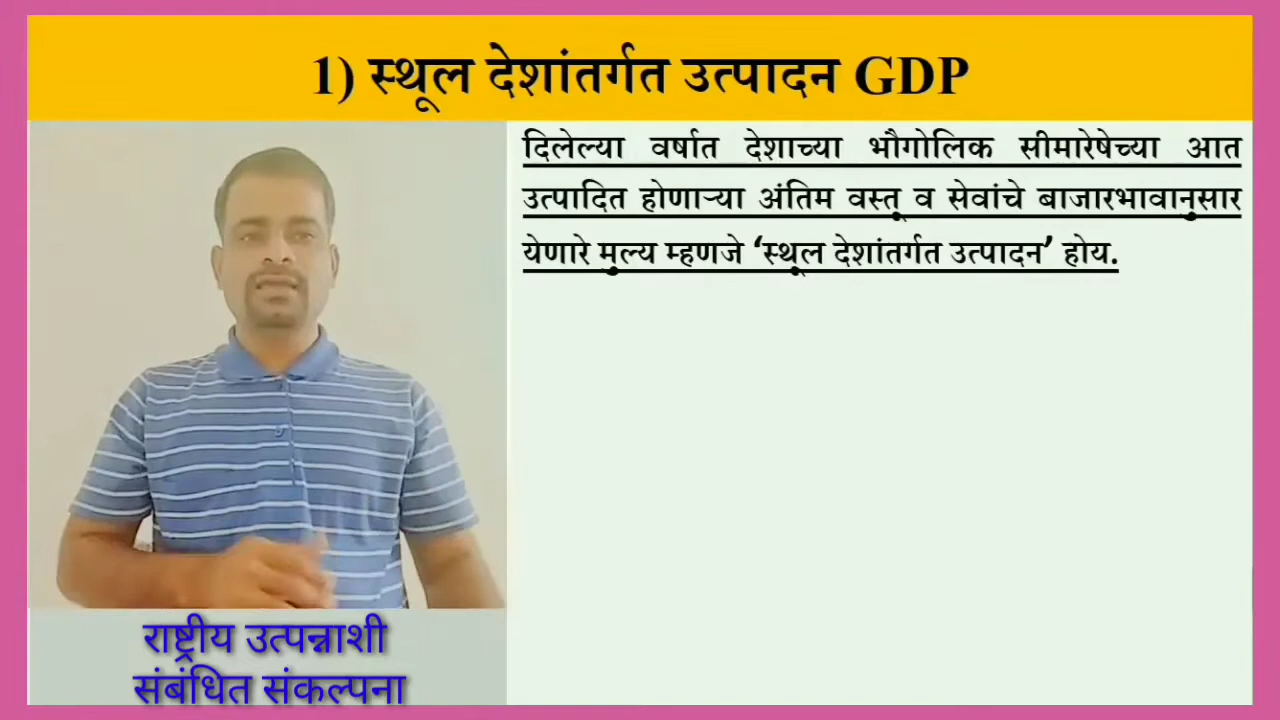 1) स्थूल देशांतर्गत उत्पादन GDP
दिलेल्या वर्षात देशाच्या भौगोलिक सीमारेषेच्या आत
उत्पादित होणाऱ्या अंतिम वस्तू व सेवांचे बाजारभावानुसार
येणारे मुल्य म्हणजे ‘स्थूल देशांतर्गत उत्पादन’ होय.
राष्ट्रीय उत्पन्नाशी
संबंधित संकल्पना